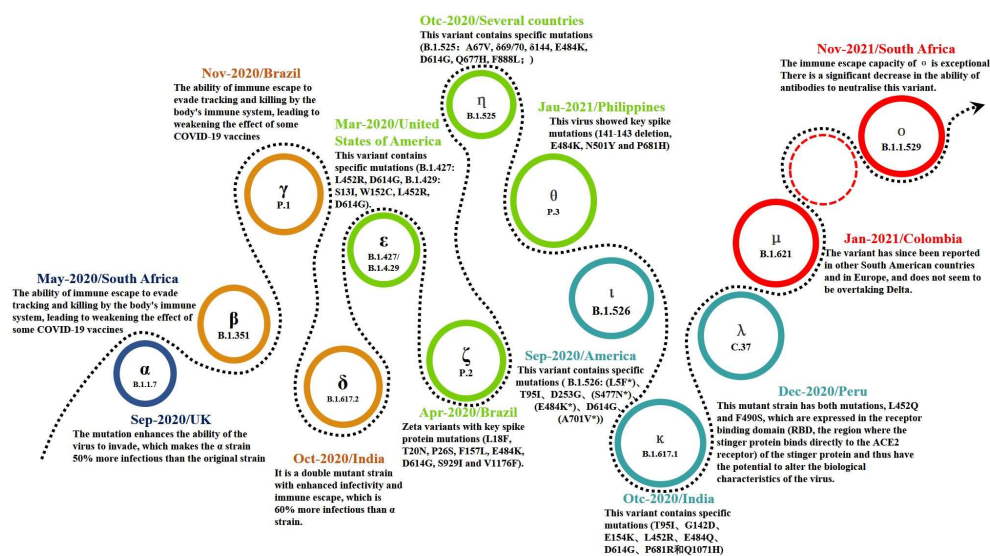 Otc-2020/Several countries
This variant contains specific mutations
(B.1.525: A67V, δ69/70, δ144, E484K,
D614G, Q677H, F888L; )
Nov-2021/South Africa
The immune escape capacity of ο is exceptional
There is a significant decrease in the ability of
antibodies to neutralise this variant.
Nov-2020/Brazil
The ability of immune escape to
evade tracking and killing by the
body's immune system, leading to
weakening the effect of some
COVID-19 vaccines
η
B.1.525
Jau-2021/Philippines
This virus showed key spike
mutations (141-143 deletion,
E484K, N501Y and P681H)
ο
B.1.1.529
Mar-2020/United
States of America
This variant contains
specific mutations (B.1.427:
L452R, D614G, B.1.429:
S13I, W152C, L452R,
D614G).
γ
P.1
θ
P.3
ε
B.1.427/
B.1.4.29
μ
B.1.621
Jan-2021/Colombia
The variant has since been reported
in other South American countries
and in Europe, and does not seem to
be overtaking Delta.
May-2020/South Africa
The ability of immune escape to evade
tracking and killing by the body's immune
system, leading to weakening the effect of
some COVID-19 vaccines
β
B.1.351
ι
B.1.526
λ
C.37
α
B.1.1.7
δ
B.1.617.2
ζ
P.2
Sep-2020/America
This variant contains specific
mutations ( B.1.526: (L5F*)、
T95I、D253G、(S477N*)、
(E484K*)、D614G、
(A701V*))
Sep-2020/UK
The mutation enhances the ability of the
virus to invade, which makes the α strain
50% more infectious than the original strain
Oct-2020/India
It is a double mutant strain
with enhanced infectivity and
immune escape, which is
60% more infectious than α
strain.
Apr-2020/Brazil
Zeta variants with key spike
protein mutations (L18F,
T20N, P26S, F157L, E484K,
D614G, S929I and V1176F).
κ
B.1.617.1
Otc-2020/India
This variant contains specific
mutations (T95I、G142D、
E154K、L452R、E484Q、
D614G、P681R和Q1071H)
Dec-2020/Peru
This mutant strain has both mutations, L452Q
and F490S, which are expressed in the receptor
binding domain (RBD, the region where the
stinger protein binds directly to the ACE2
receptor) of the stinger protein and thus have
the potential to alter the biological
characteristics of the virus.